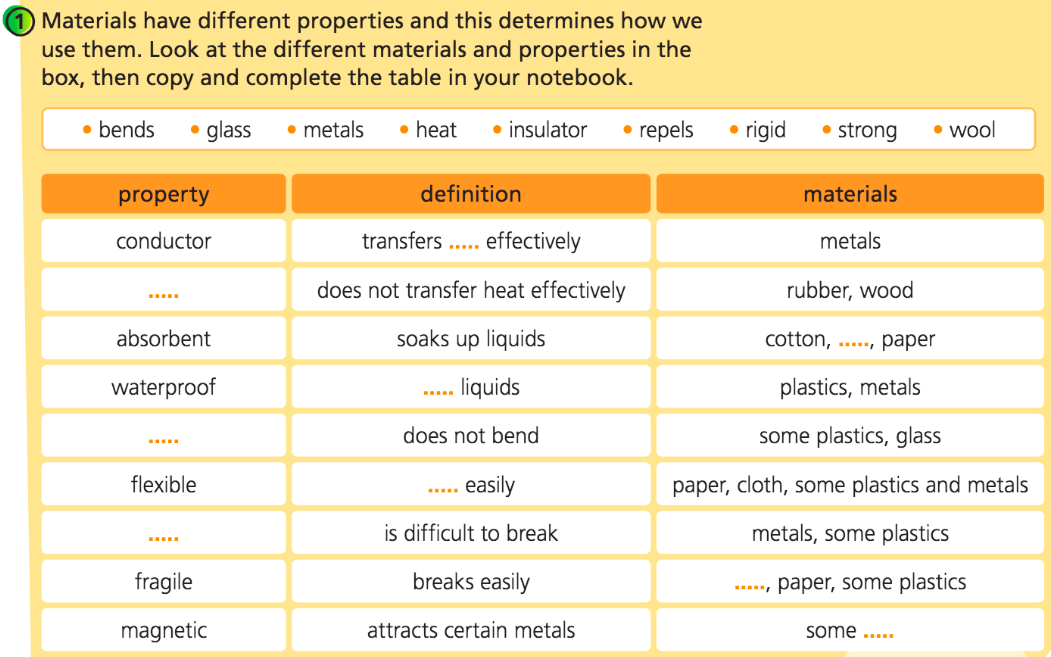 1 Materials have different properties and this determines how we
use them. Look at the different materials and properties in the
box, then copy and complete the table in your notebook.
• bends • glass • metals • heat • insulator • repels • rigid • strong • wool
property definition materials
conductor transfers ..... effectively metals
..... does not transfer heat effectively rubber, wood
absorbent soaks up liquids cotton, ....., paper
waterproof ..... liquids plastics, metals
..... does not bend some plastics, glass
flexible ..... easily paper, cloth, some plastics and metals
..... is difficult to break metals, some plastics
fragile breaks easily ....., paper, some plastics
magnetic attracts certain metals some .....